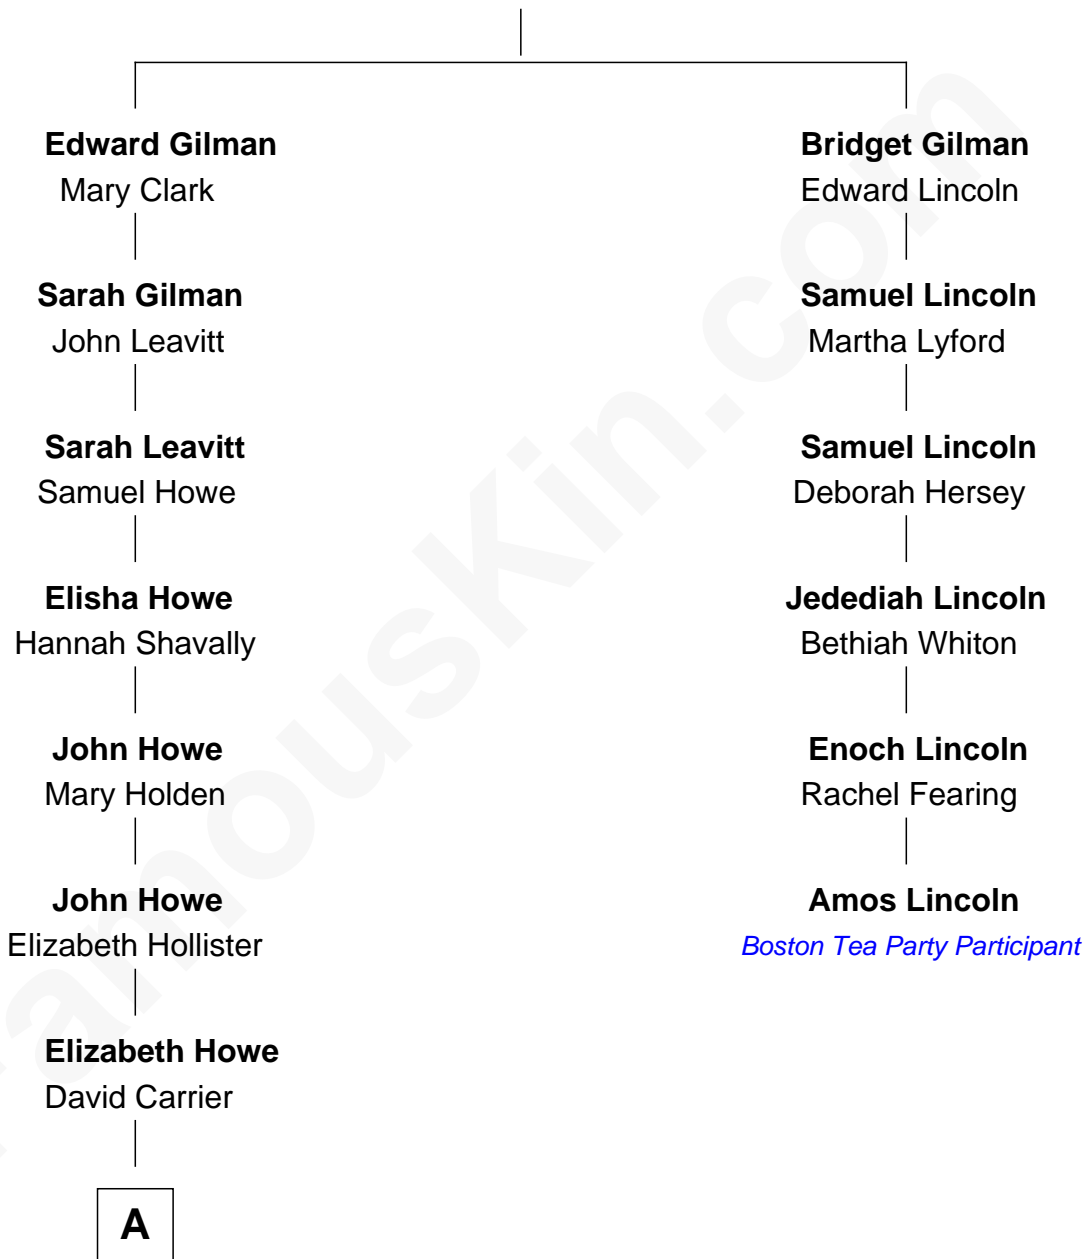 Edward Gilman
Mary Clark
Sarah Gilman
John Leavitt
Sarah Leavitt
Samuel Howe
Elisha Howe
Hannah Shavally
John Howe
Mary Holden
John Howe
Elizabeth Hollister
Elizabeth Howe
David Carrier
A
Bridget Gilman
Edward Lincoln
Samuel Lincoln
Martha Lyford
Samuel Lincoln
Deborah Hersey
Jedediah Lincoln
Bethiah Whiton
Enoch Lincoln
Rachel Fearing
Amos Lincoln
Boston Tea Party Participant
FamousKin.com